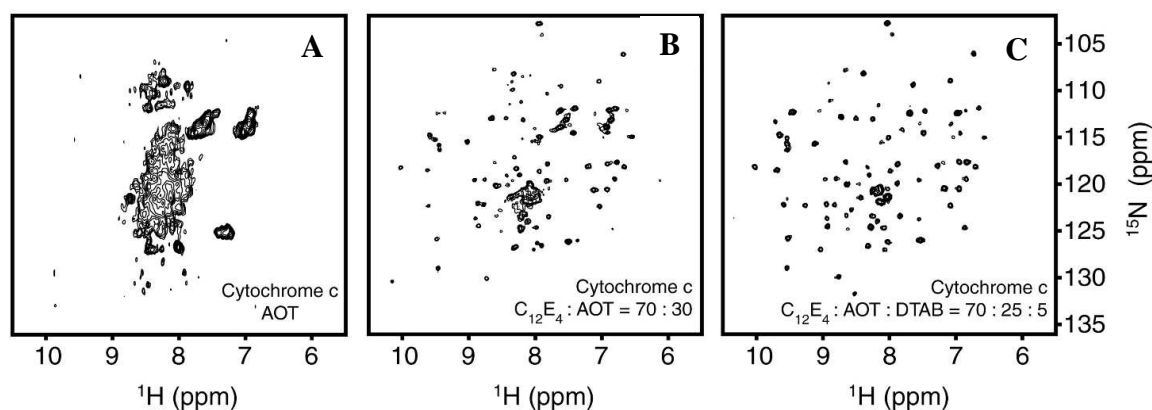 A
Cytochrome c
AOT
10 9 8 7 6
¹H (ppm)
B
Cytochrome c
C₁₂E₄ : AOT = 70 : 30
10 9 8 7 6
¹H (ppm)
C
Cytochrome c
C₁₂E₄ : AOT : DTAB = 70 : 25 : 5
10 9 8 7 6
¹H (ppm)
105
110
115
120
125
130
135
¹⁵N (ppm)